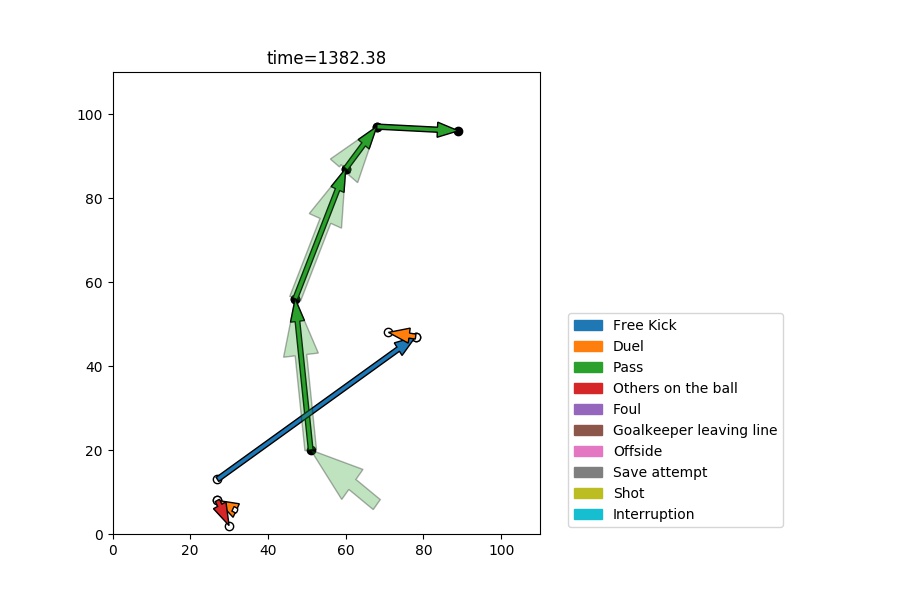 time=1382.38
100
80
60
40
20
0
0 20 40 60 80 100
Free Kick
Duel
Pass
Others on the ball
Foul
Goalkeeper leaving line
Offside
Save attempt
Shot
Interruption